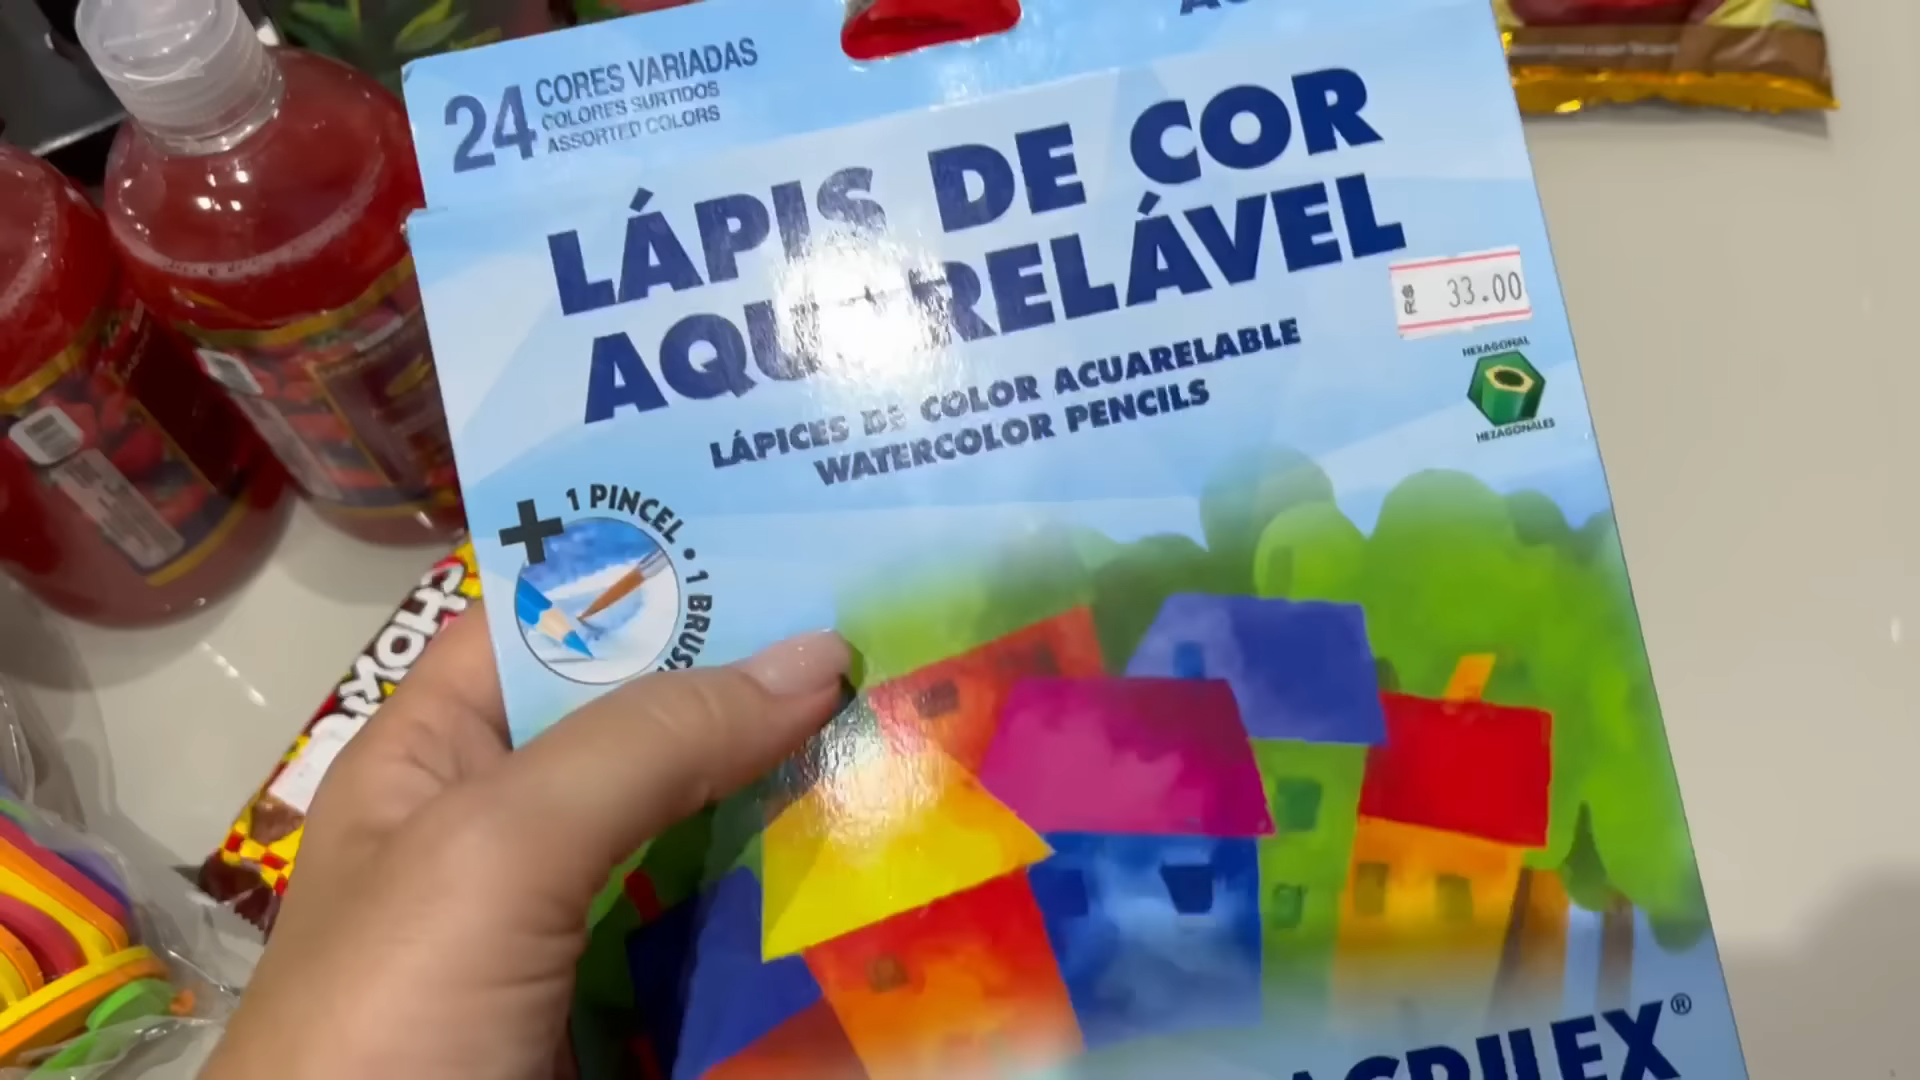 24 CORES VARIADAS
COLORES SURTIDOS
ASSORTED COLORS
LÁPIS DE COR
AQUARELÁVEL
LÁPICES DE COLOR ACUARELABLE
WATERCOLOR PENCILS
R$ 33.00
HEXAGONAL
HEXAGONALES
+ 1 PINCEL • 1 BRUSH
ACRILEX®